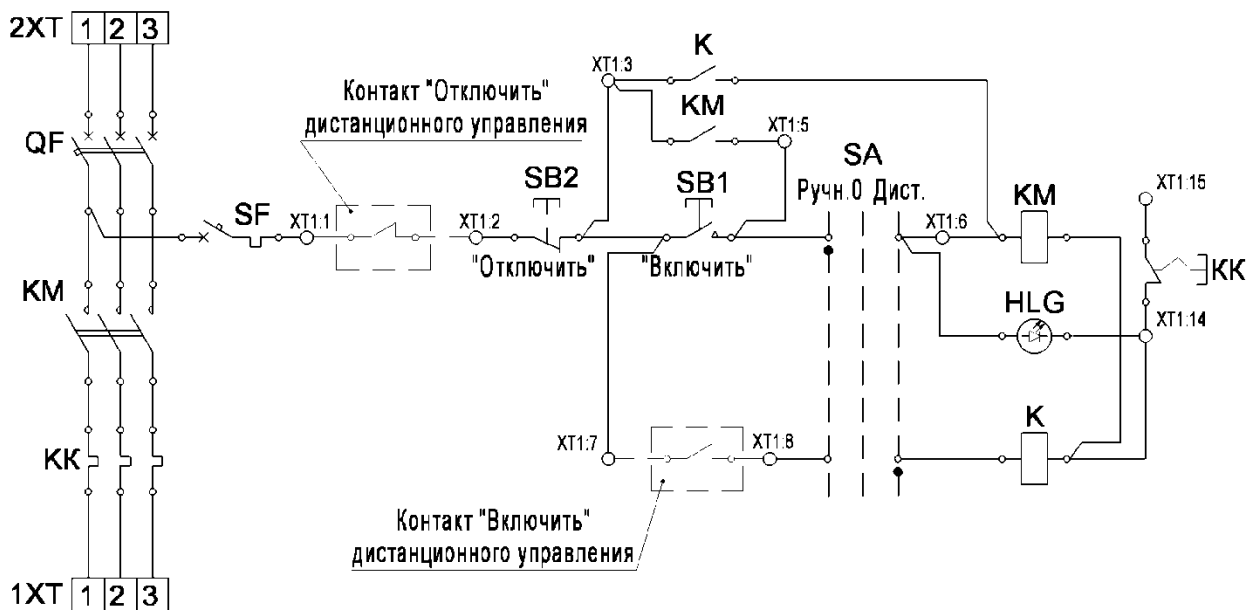 2XT 1 2 3
QF
KM
KK
1XT 1 2 3
SF
XT1:1
Контакт "Отключить"
дистанционного управления
XT1:2
SB2
"Отключить"
XT1:3
K
KM
XT1:5
SB1
"Включить"
SA
Ручн. 0 Дист.
XT1:6
KM
HLG
XT1:15
KK
XT1:14
XT1:7
XT1:8
K
Контакт "Включить"
дистанционного управления